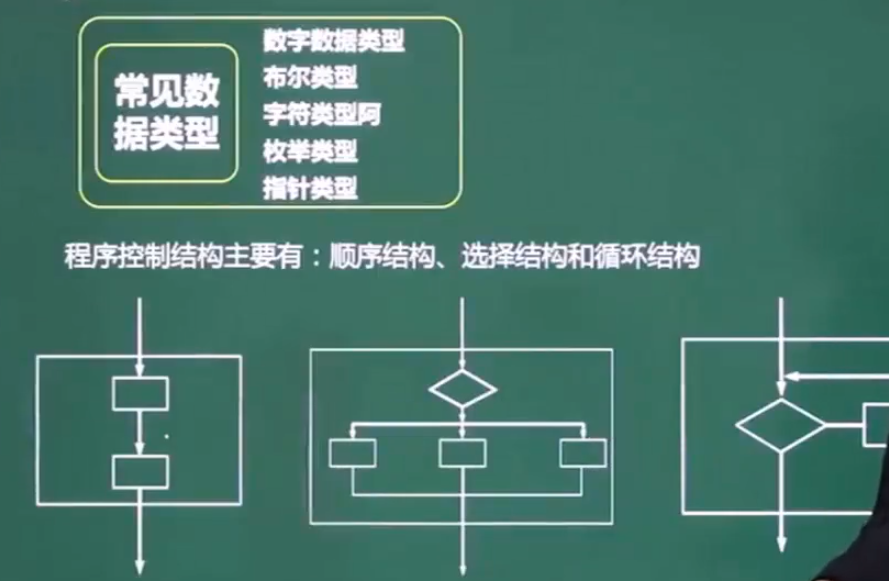 常见数
据类型
数字数据类型
布尔类型
字符类型阿
枚举类型
指针类型
程序控制结构主要有：顺序结构、选择结构和循环结构